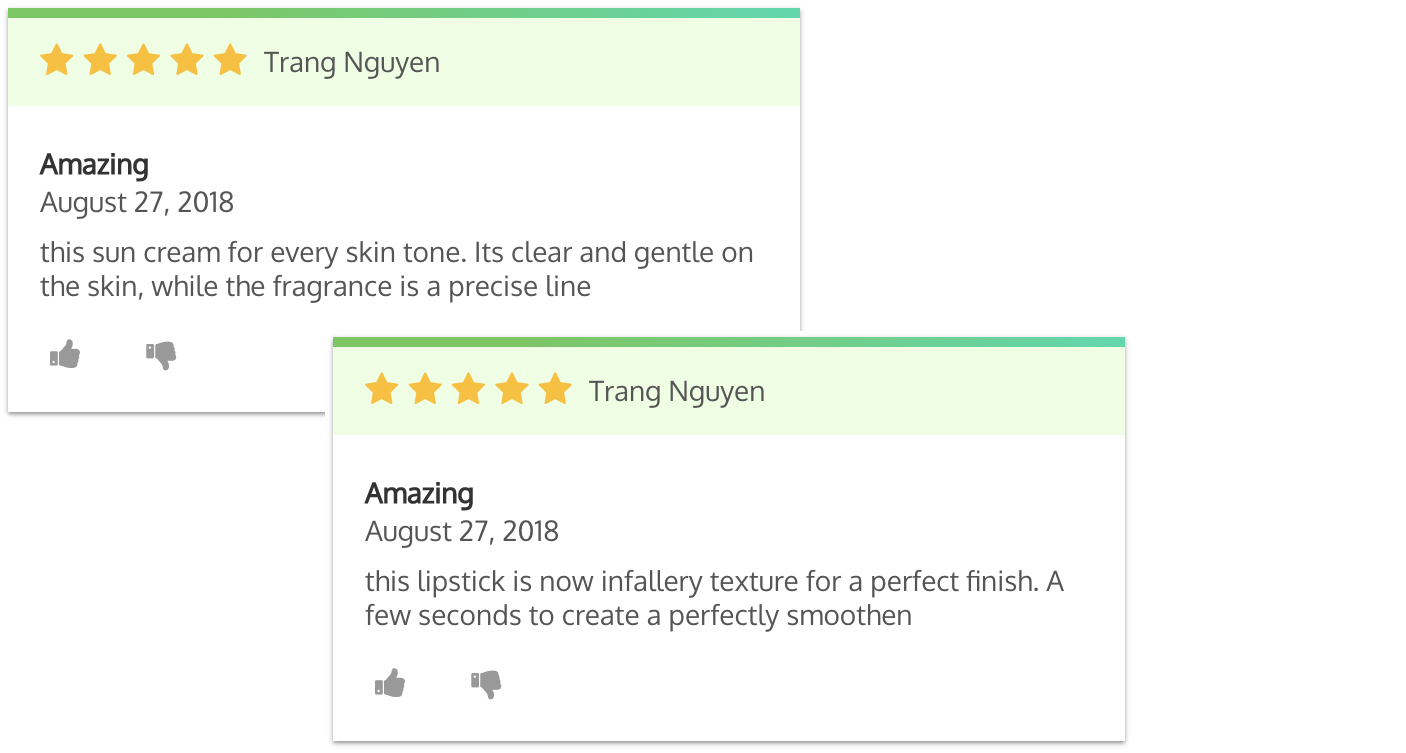 Trang Nguyen
Amazing
August 27, 2018
this sun cream for every skin tone. Its clear and gentle on
the skin, while the fragrance is a precise line
Trang Nguyen
Amazing
August 27, 2018
this lipstick is now infallery texture for a perfect finish. A
few seconds to create a perfectly smoothen